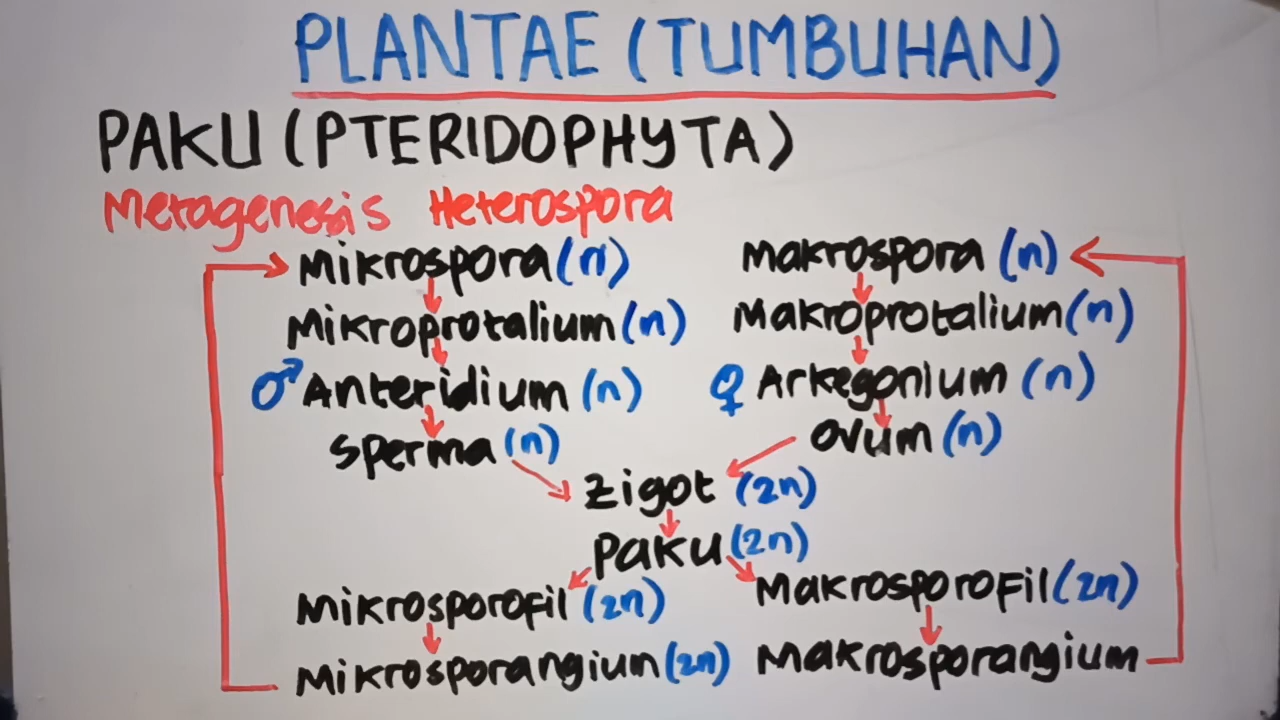 PLANTAE (TUMBUHAN)
PAKU (PTERIDOPHYTA)
Metagenesis Heterospora
Mikrospora (n) Makrospora (n)
Mikroprotalium (n) Makroprotalium (n)
♂ Anteridium (n) ♀ Arkegonium (n)
Sperma (n) Ovum (n)
Zigot (2n)
Paku (2n)
Mikrosporofil (2n) Makrosporofil (2n)
Mikrosporangium (2n) Makrosporangium